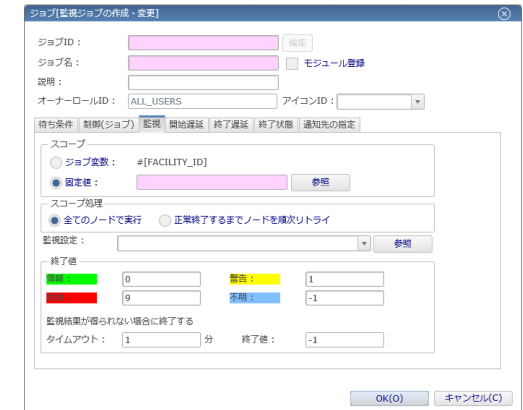 ジョブ[監視ジョブの作成・変更]
ジョブID：
編集
ジョブ名：
モジュール登録
説明：
オーナーロールID： ALL_USERS アイコンID：
待ち条件 制御(ジョブ) 監視 開始遅延 終了遅延 終了状態 通知先の指定
スコープ
ジョブ変数： #[FACILITY_ID]
固定値： 参照
スコープ処理
全てのノードで実行 正常終了するまでノードを順次リトライ
監視設定： 参照
終了値
情報： 0 警告： 1
9 不明： -1
監視結果が得られない場合に終了する
タイムアウト： 1 分 終了値： -1
OK(O) キャンセル(C)